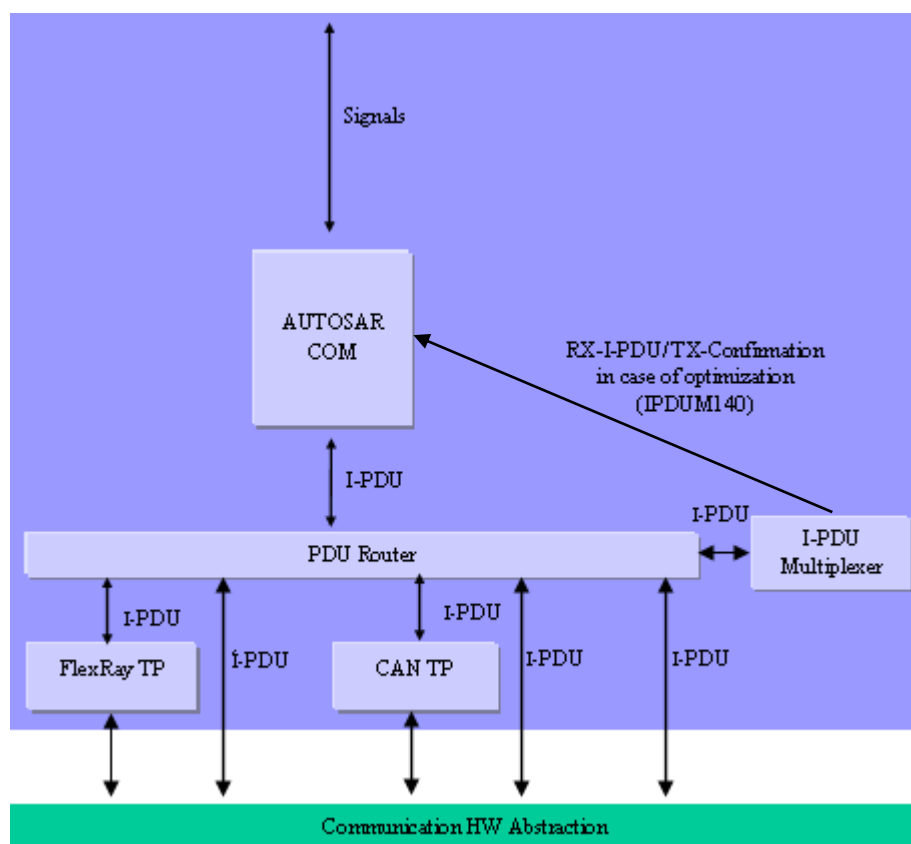 Signals
AUTOSAR
COM
RX-I-PDU/TX-Confirmation
in case of optimization
(IPDUM140)
I-PDU
I-PDU
PDU Router
I-PDU
Multiplexer
I-PDU
I-PDU
FlexRay TP
I-PDU
CAN TP
I-PDU
I-PDU
Communication HW Abstraction